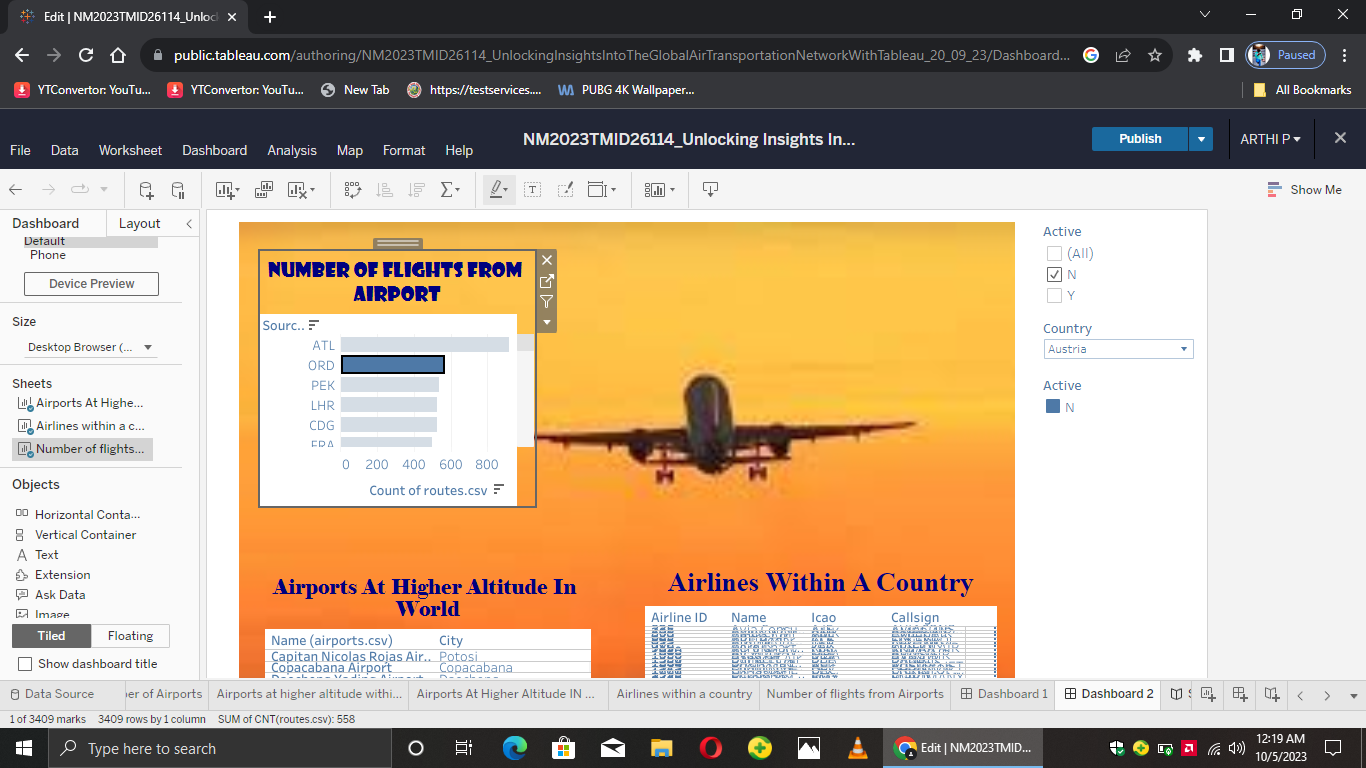 Edit | NM2023TMID26114_Unloc
public.tableau.com/authoring/NM2023TMID26114_UnlockingInsightsIntoTheGlobalAirTransportationNetworkWithTableau_20_09_23/Dashboard...
Paused
YTConvertor: YouTu...
YTConvertor: YouTu...
New Tab
https://testservices....
PUBG 4K Wallpaper...
All Bookmarks
NM2023TMID26114_Unlocking Insights In...
Publish
ARTHI P
File Data Worksheet Dashboard Analysis Map Format Help
Show Me
Dashboard Layout
Default
Phone
Device Preview
Size
Desktop Browser (...
Sheets
Airports At Highe...
Airlines within a c...
Number of flights...
Objects
Horizontal Conta...
Vertical Container
Text
Extension
Ask Data
Image
Tiled Floating
Show dashboard title
NUMBER OF FLIGHTS FROM
AIRPORT
Sourc..
ATL
ORD
PEK
LHR
CDG
FRA
0 200 400 600 800
Count of routes.csv
Airports At Higher Altitude In
World
Name (airports.csv) City
Capitan Nicolas Rojas Air.. Potosi
Copacabana Airport Copacabana
Airlines Within A Country
Airline ID Name Icao Callsign
Active
(All)
N
Y
Country
Austria
Active
N
Data Source
ber of Airports
Airports at higher altitude withi...
Airports At Higher Altitude IN ...
Airlines within a country
Number of flights from Airports
Dashboard 1
Dashboard 2
1 of 3409 marks 3409 rows by 1 column SUM of CNT(routes.csv): 558
Type here to search
Edit | NM2023TMID...
12:19 AM
10/5/2023